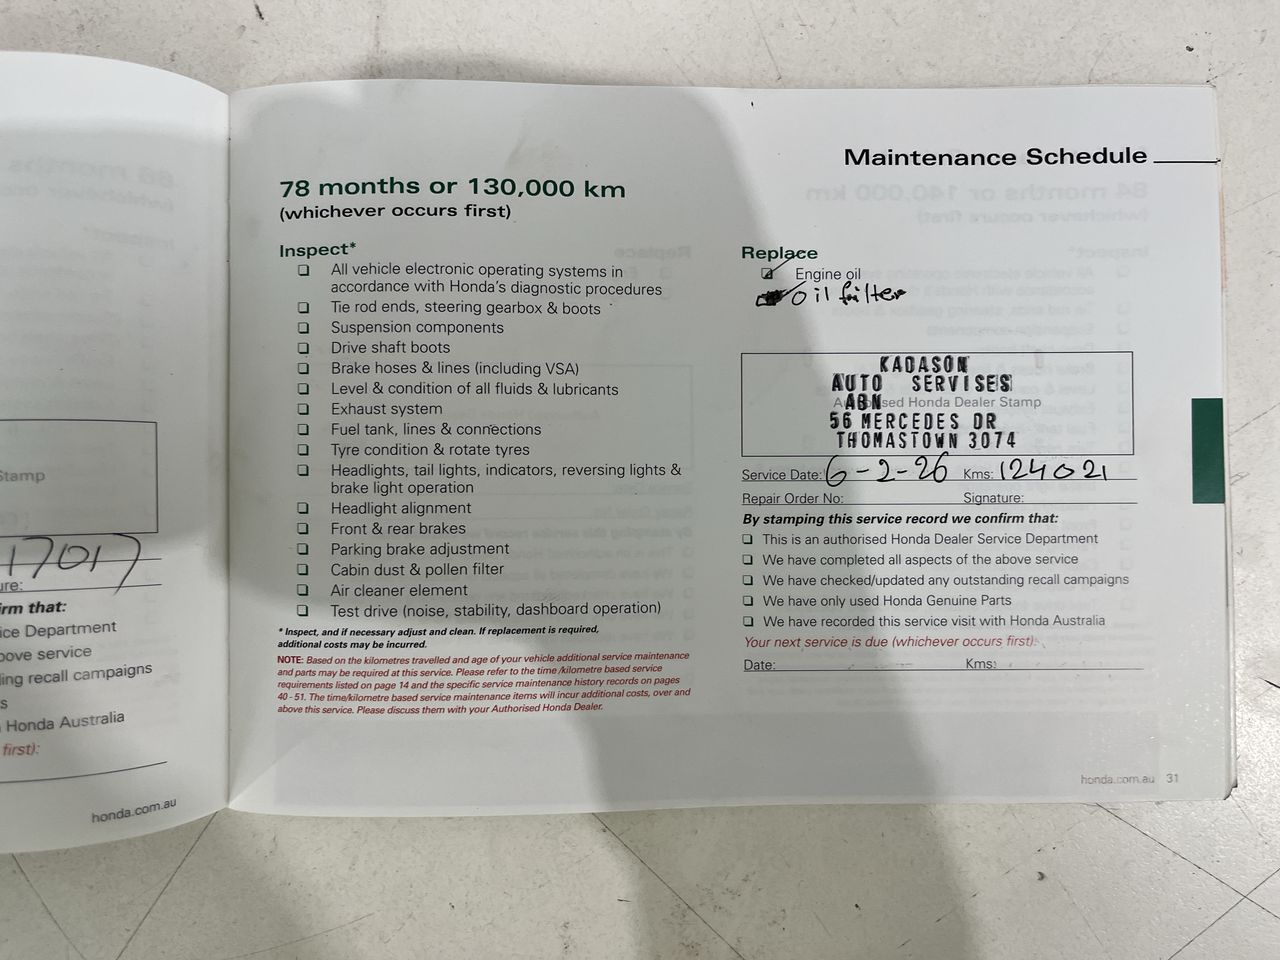 Stamp
17017
ure:
irm that:
ice Department
bove service
ling recall campaigns
s
Honda Australia
first):
honda.com.au
Maintenance Schedule
78 months or 130,000 km
(whichever occurs first)
Inspect*
❏ All vehicle electronic operating systems in
accordance with Honda's diagnostic procedures
❏ Tie rod ends, steering gearbox & boots
❏ Suspension components
❏ Drive shaft boots
❏ Brake hoses & lines (including VSA)
❏ Level & condition of all fluids & lubricants
❏ Exhaust system
❏ Fuel tank, lines & connections
❏ Tyre condition & rotate tyres
❏ Headlights, tail lights, indicators, reversing lights &
brake light operation
❏ Headlight alignment
❏ Front & rear brakes
❏ Parking brake adjustment
❏ Cabin dust & pollen filter
❏ Air cleaner element
❏ Test drive (noise, stability, dashboard operation)
* Inspect, and if necessary adjust and clean. If replacement is required,
additional costs may be incurred.
NOTE: Based on the kilometres travelled and age of your vehicle additional service maintenance
and parts may be required at this service. Please refer to the time /kilometre based service
requirements listed on page 14 and the specific service maintenance history records on pages
40 - 51. The time/kilometre based service maintenance items will incur additional costs, over and
above this service. Please discuss them with your Authorised Honda Dealer.
Replace
Engine oil
oil filter
KADASON
AUTO SERVISES
Authorised Honda Dealer Stamp
ABN
56 MERCEDES DR
THOMASTOWN 3074
Service Date: 6-2-26 Kms: 124021
Repair Order No: Signature:
By stamping this service record we confirm that:
❏ This is an authorised Honda Dealer Service Department
❏ We have completed all aspects of the above service
❏ We have checked/updated any outstanding recall campaigns
❏ We have only used Honda Genuine Parts
❏ We have recorded this service visit with Honda Australia
Your next service is due (whichever occurs first):
Date: Kms:
honda.com.au 31